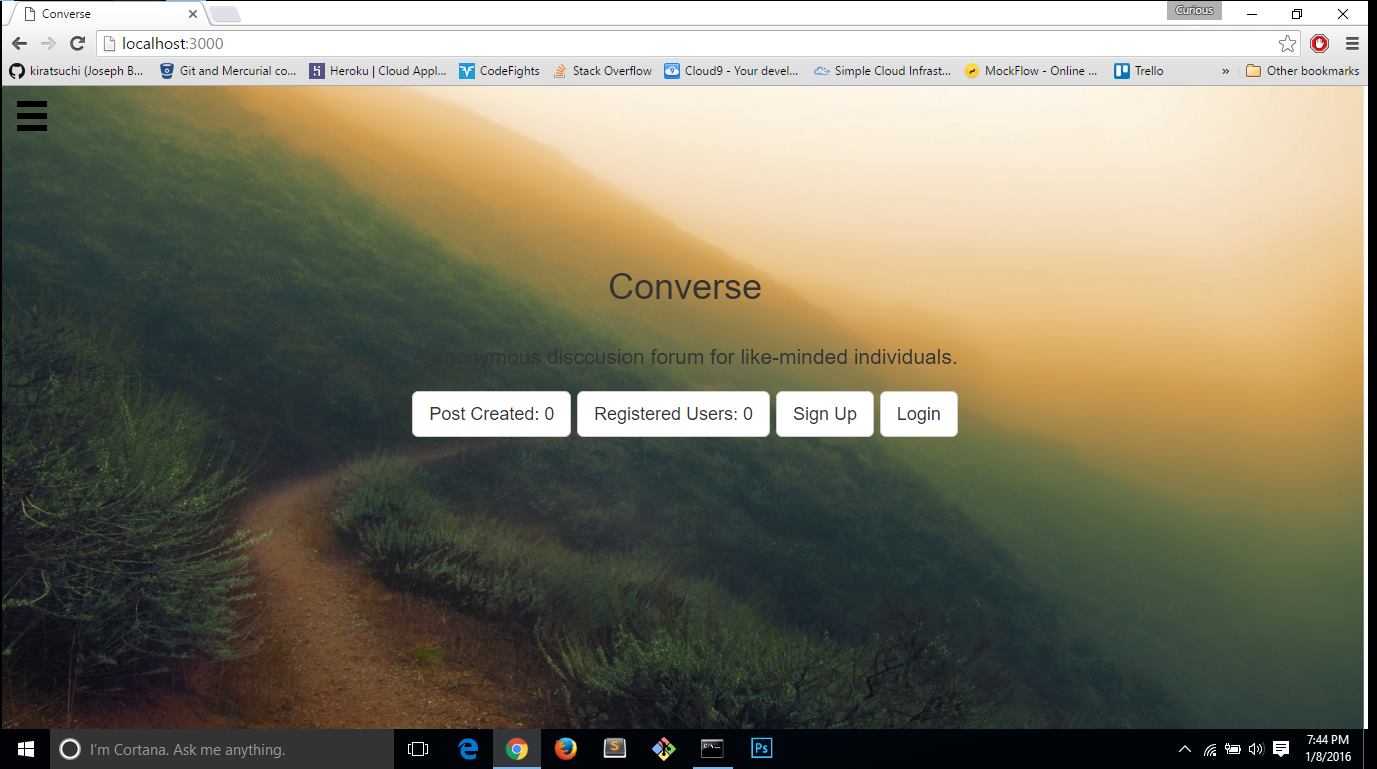 Converse
Curious
localhost:3000
kiratsuchi (Joseph B... Git and Mercurial co... Heroku | Cloud Appl... CodeFights Stack Overflow Cloud9 - Your devel... Simple Cloud Infrast... MockFlow - Online ... Trello » Other bookmarks
Converse
A anonymous disccusion forum for like-minded individuals.
Post Created: 0 Registered Users: 0 Sign Up Login
I'm Cortana. Ask me anything.
S
C:\
Ps
7:44 PM
1/8/2016